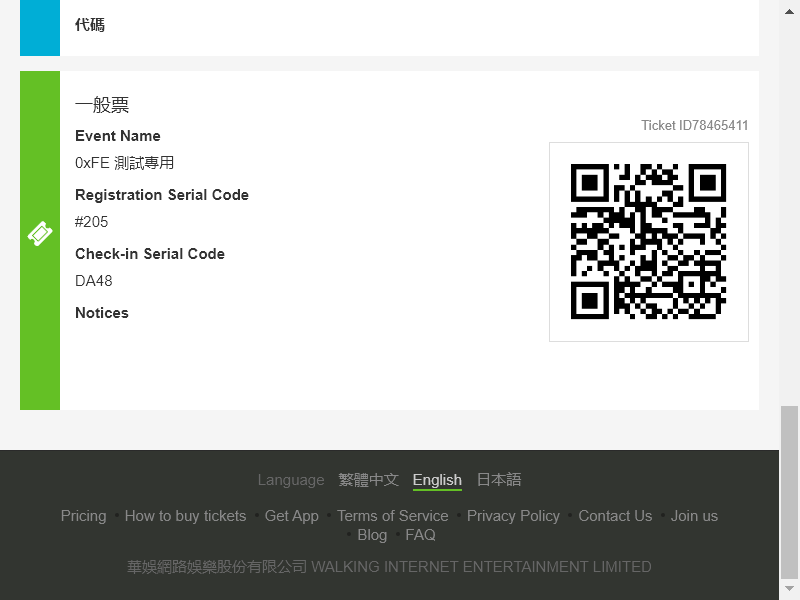 代碼
一般票
Ticket ID78465411
Event Name
0xFE 測試專用
Registration Serial Code
#205
Check-in Serial Code
DA48
Notices
Language 繁體中文 English 日本語
Pricing • How to buy tickets • Get App • Terms of Service • Privacy Policy • Contact Us • Join us
• Blog • FAQ
華娛網路娛樂股份有限公司 WALKING INTERNET ENTERTAINMENT LIMITED